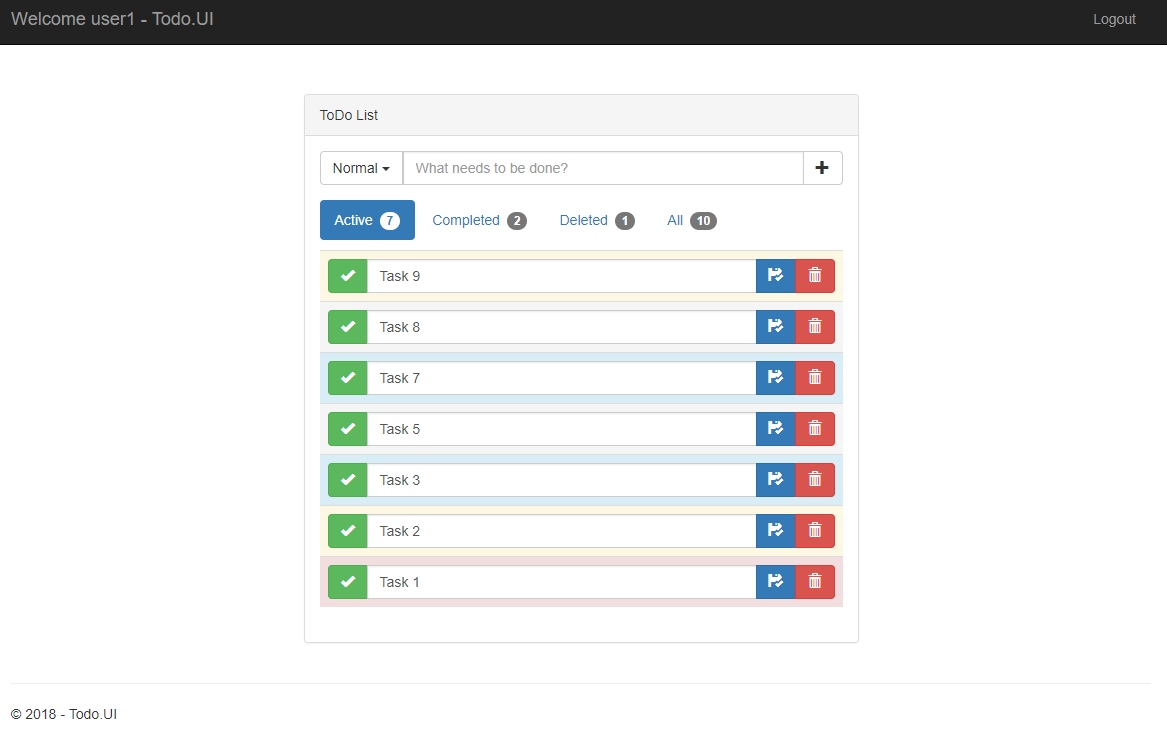 Welcome user1 - Todo.UI Logout
ToDo List
Normal What needs to be done?
Active 7 Completed 2 Deleted 1 All 10
Task 9
Task 8
Task 7
Task 5
Task 3
Task 2
Task 1
© 2018 - Todo.UI